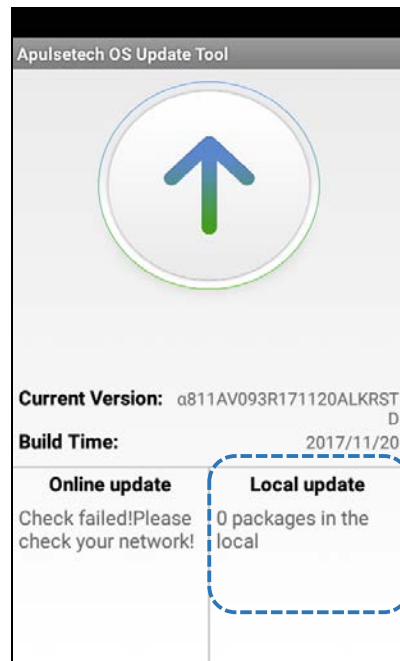 Apulsetech OS Update Tool
Current Version: α811AV093R171120ALKRST
D
Build Time: 2017/11/20
Online update
Check failed!Please
check your network!
Local update
0 packages in the
local